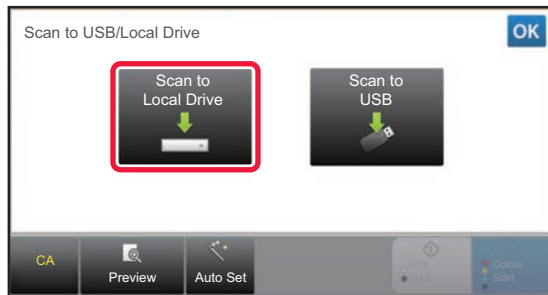 Scan to USB/Local Drive
OK
Scan to
Local Drive
Scan to
USB
CA
Preview
Auto Set
B/W
Start
Colour
Start